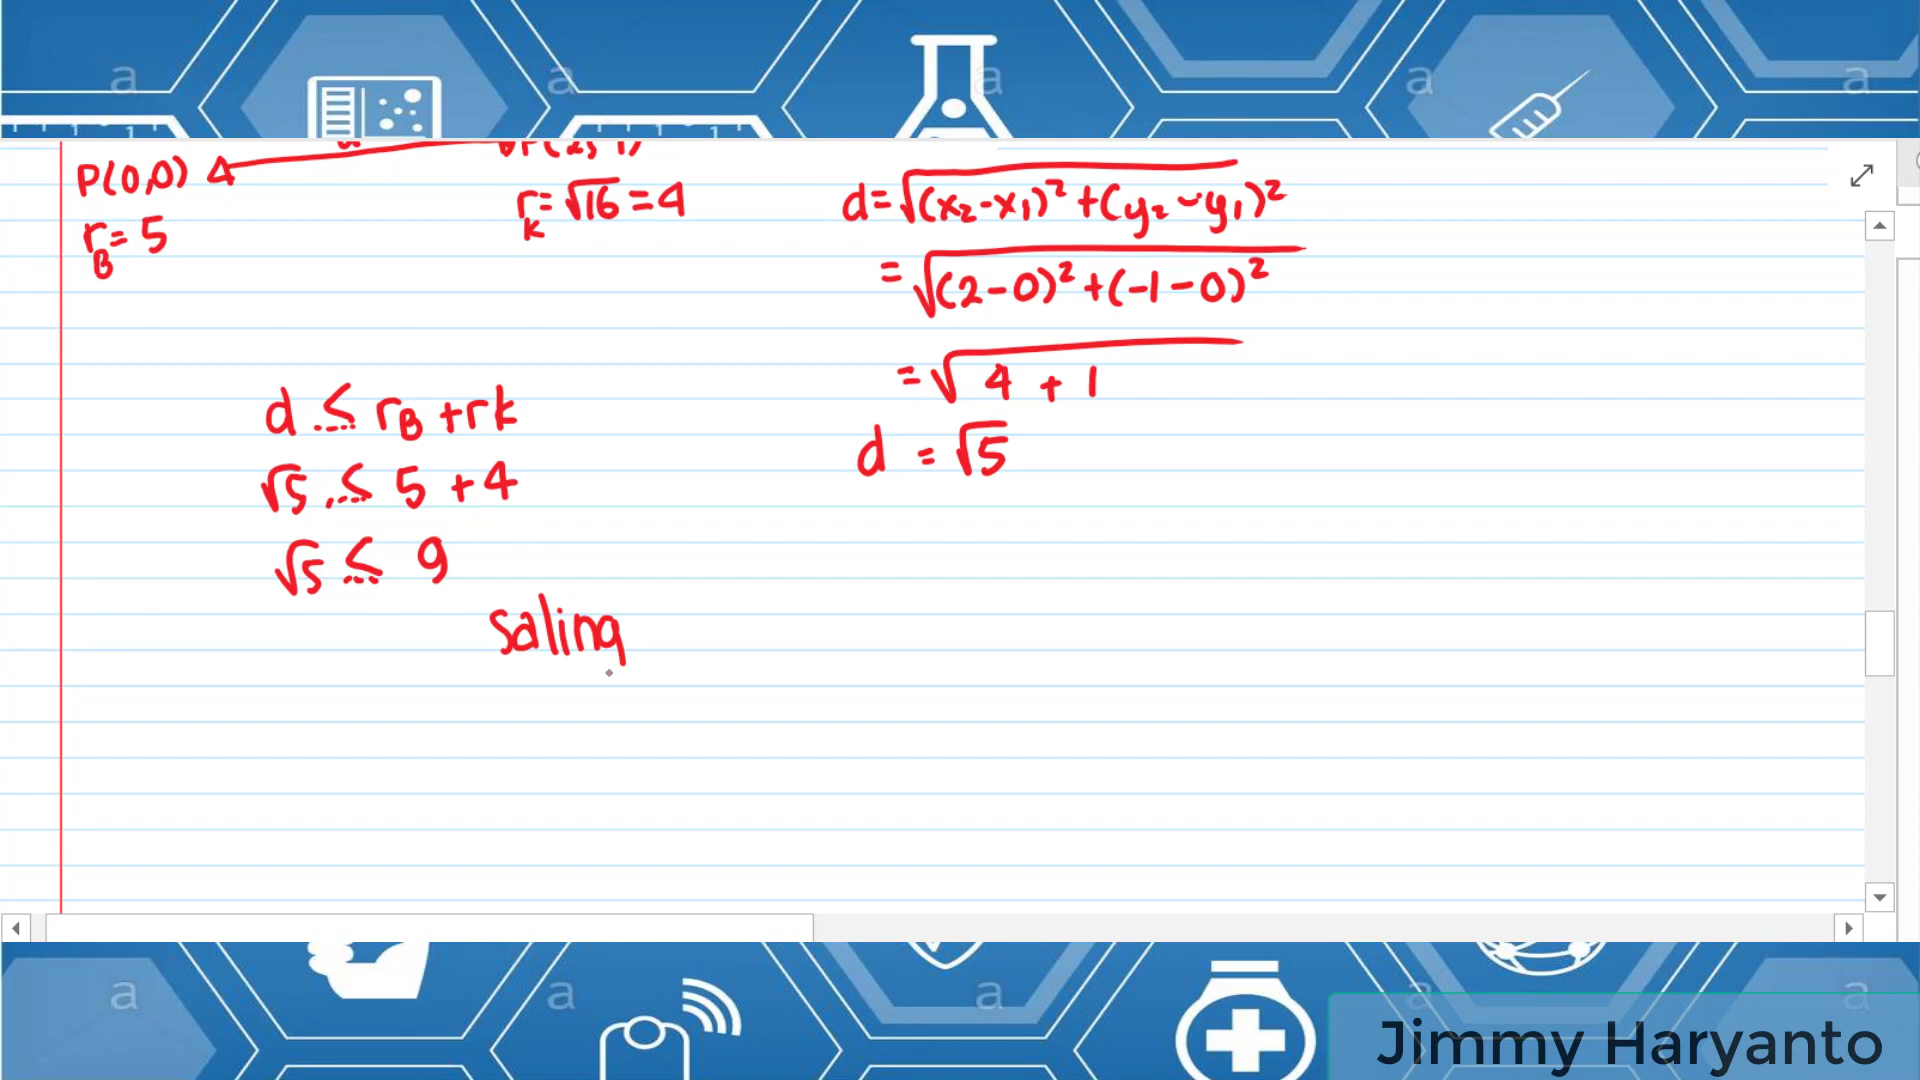 P(0,0)
r_B = 5
r_k = √16 = 4
d ≤ r_B + rk
√5 ≤ 5 + 4
√5 ≤ 9
saling
d = √(x₂-x₁)² + (y₂-y₁)²
= √(2-0)² + (-1-0)²
= √4 + 1
d = √5
Jimmy Haryanto